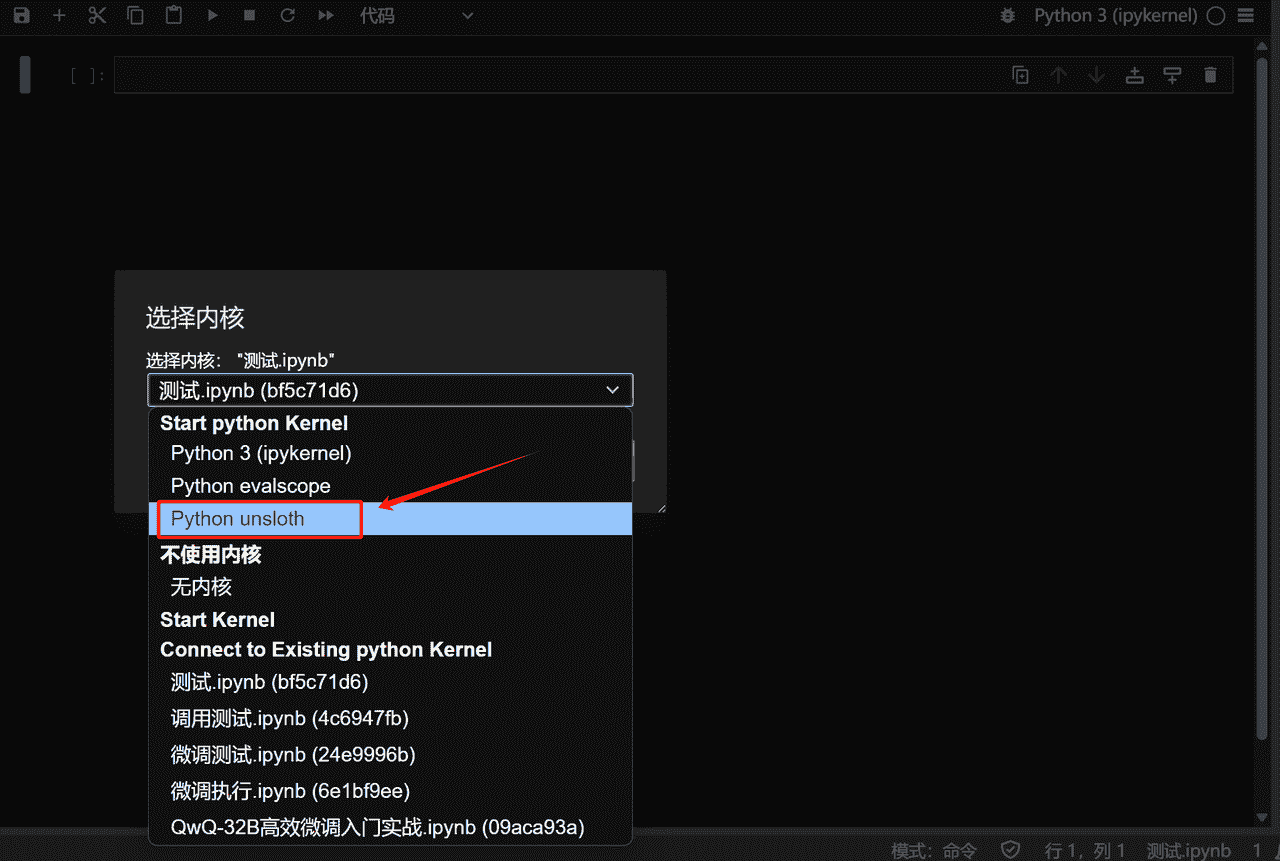 代码
Python 3 (ipykernel)
[ ]:
选择内核
选择内核： "测试.ipynb"
测试.ipynb (bf5c71d6)
Start python Kernel
Python 3 (ipykernel)
Python evalscope
Python unsloth
不使用内核
无内核
Start Kernel
Connect to Existing python Kernel
测试.ipynb (bf5c71d6)
调用测试.ipynb (4c6947fb)
微调测试.ipynb (24e9996b)
微调执行.ipynb (6e1bf9ee)
QwQ-32B高效微调入门实战.ipynb (09aca93a)
模式：命令 行 1，列 1 测试.ipynb 1